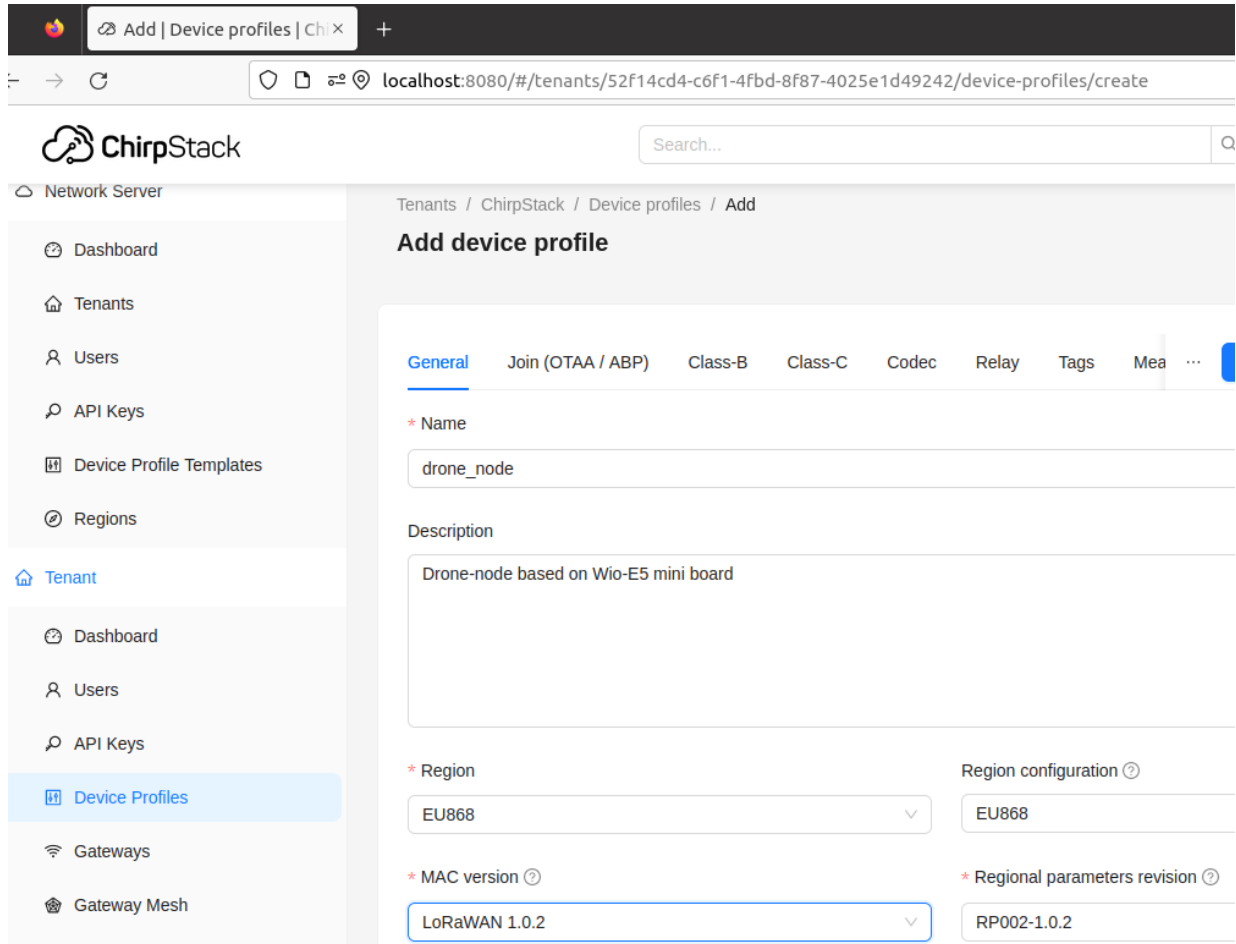 Add | Device profiles | Chi
localhost:8080/#/tenants/52f14cd4-c6f1-4fbd-8f87-4025e1d49242/device-profiles/create
ChirpStack
Search...
Network Server
Dashboard
Tenants
Users
API Keys
Device Profile Templates
Regions
Tenant
Dashboard
Users
API Keys
Device Profiles
Gateways
Gateway Mesh
Tenants / ChirpStack / Device profiles / Add
Add device profile
General Join (OTAA / ABP) Class-B Class-C Codec Relay Tags Mea ···
* Name
drone_node
Description
Drone-node based on Wio-E5 mini board
* Region Region configuration
EU868 EU868
* MAC version * Regional parameters revision
LoRaWAN 1.0.2 RP002-1.0.2